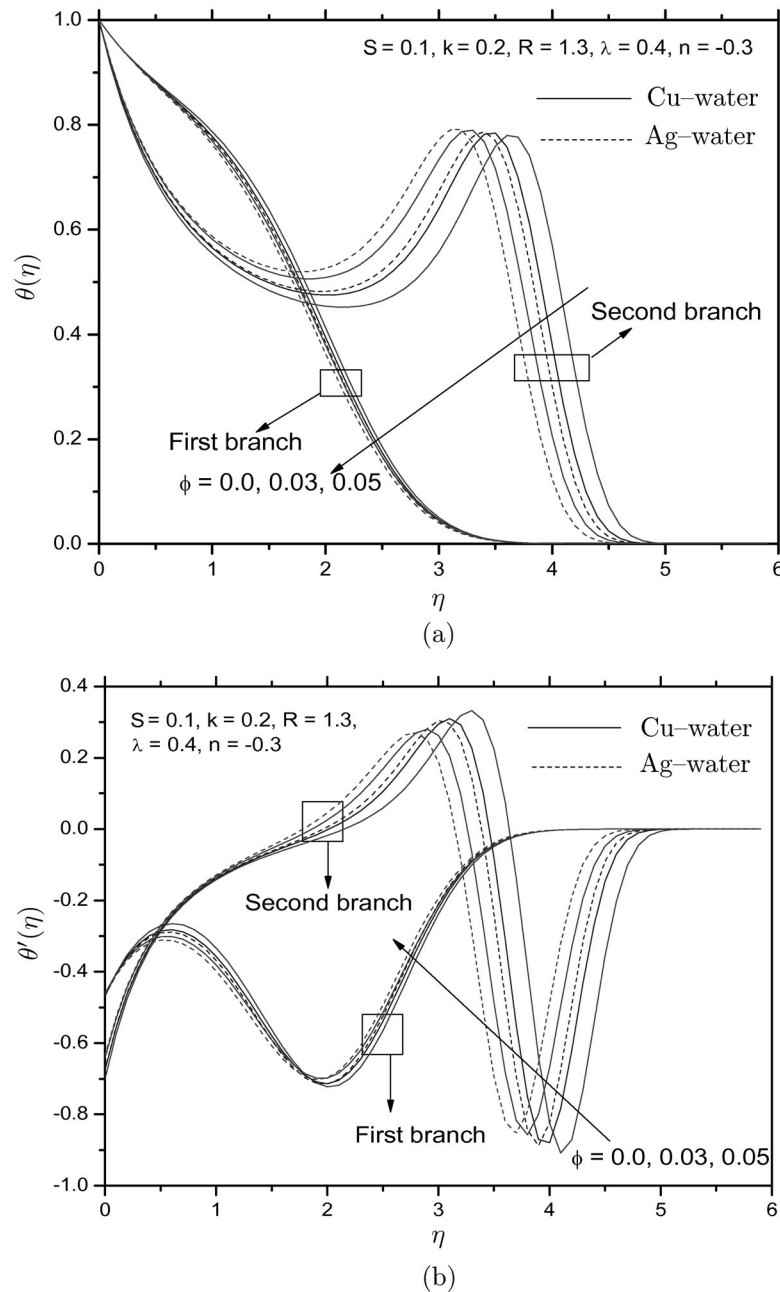 1.0
0.8
0.6
0.4
0.2
0.0
θ(η)
S = 0.1, k = 0.2, R = 1.3, λ = 0.4, n = -0.3
Cu–water
Ag–water
Second branch
First branch
ϕ = 0.0, 0.03, 0.05
0 1 2 3 4 5 6
η
(a)
0.4
0.2
0.0
-0.2
-0.4
-0.6
-0.8
-1.0
θ′(η)
S = 0.1, k = 0.2, R = 1.3,
λ = 0.4, n = -0.3
Cu–water
Ag–water
Second branch
First branch
ϕ = 0.0, 0.03, 0.05
0 1 2 3 4 5 6
η
(b)